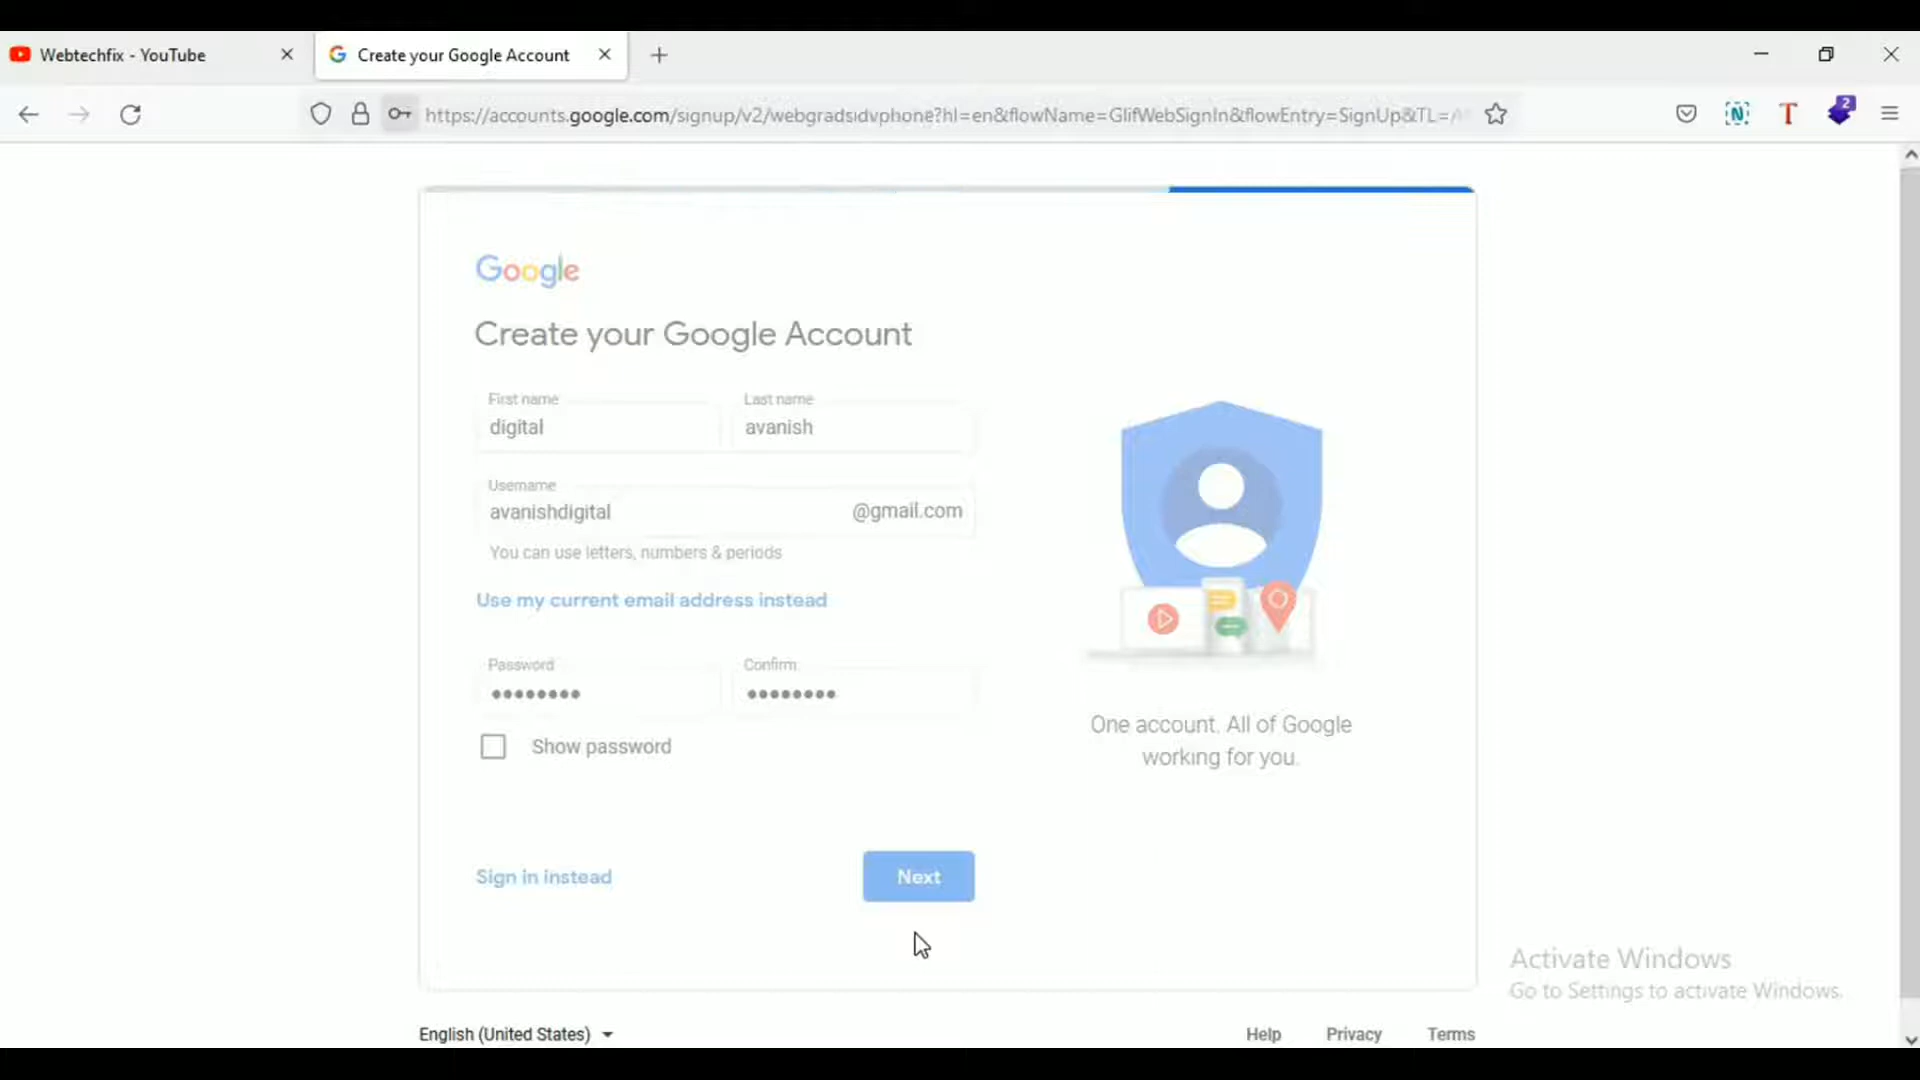 Webtechfix - YouTube
Create your Google Account
https://accounts.google.com/signup/v2/webgradsidvphone?hl=en&flowName=GlifWebSignIn&flowEntry=SignUp&TL=A
N
T
2
Google
Create your Google Account
First name
Last name
digital
avanish
Username
avanishdigital
@gmail.com
You can use letters, numbers & periods
Use my current email address instead
Password
Confirm
••••••••
••••••••
Show password
One account. All of Google
working for you.
Sign in instead
Next
Activate Windows
Go to Settings to activate Windows.
English (United States)
Help
Privacy
Terms